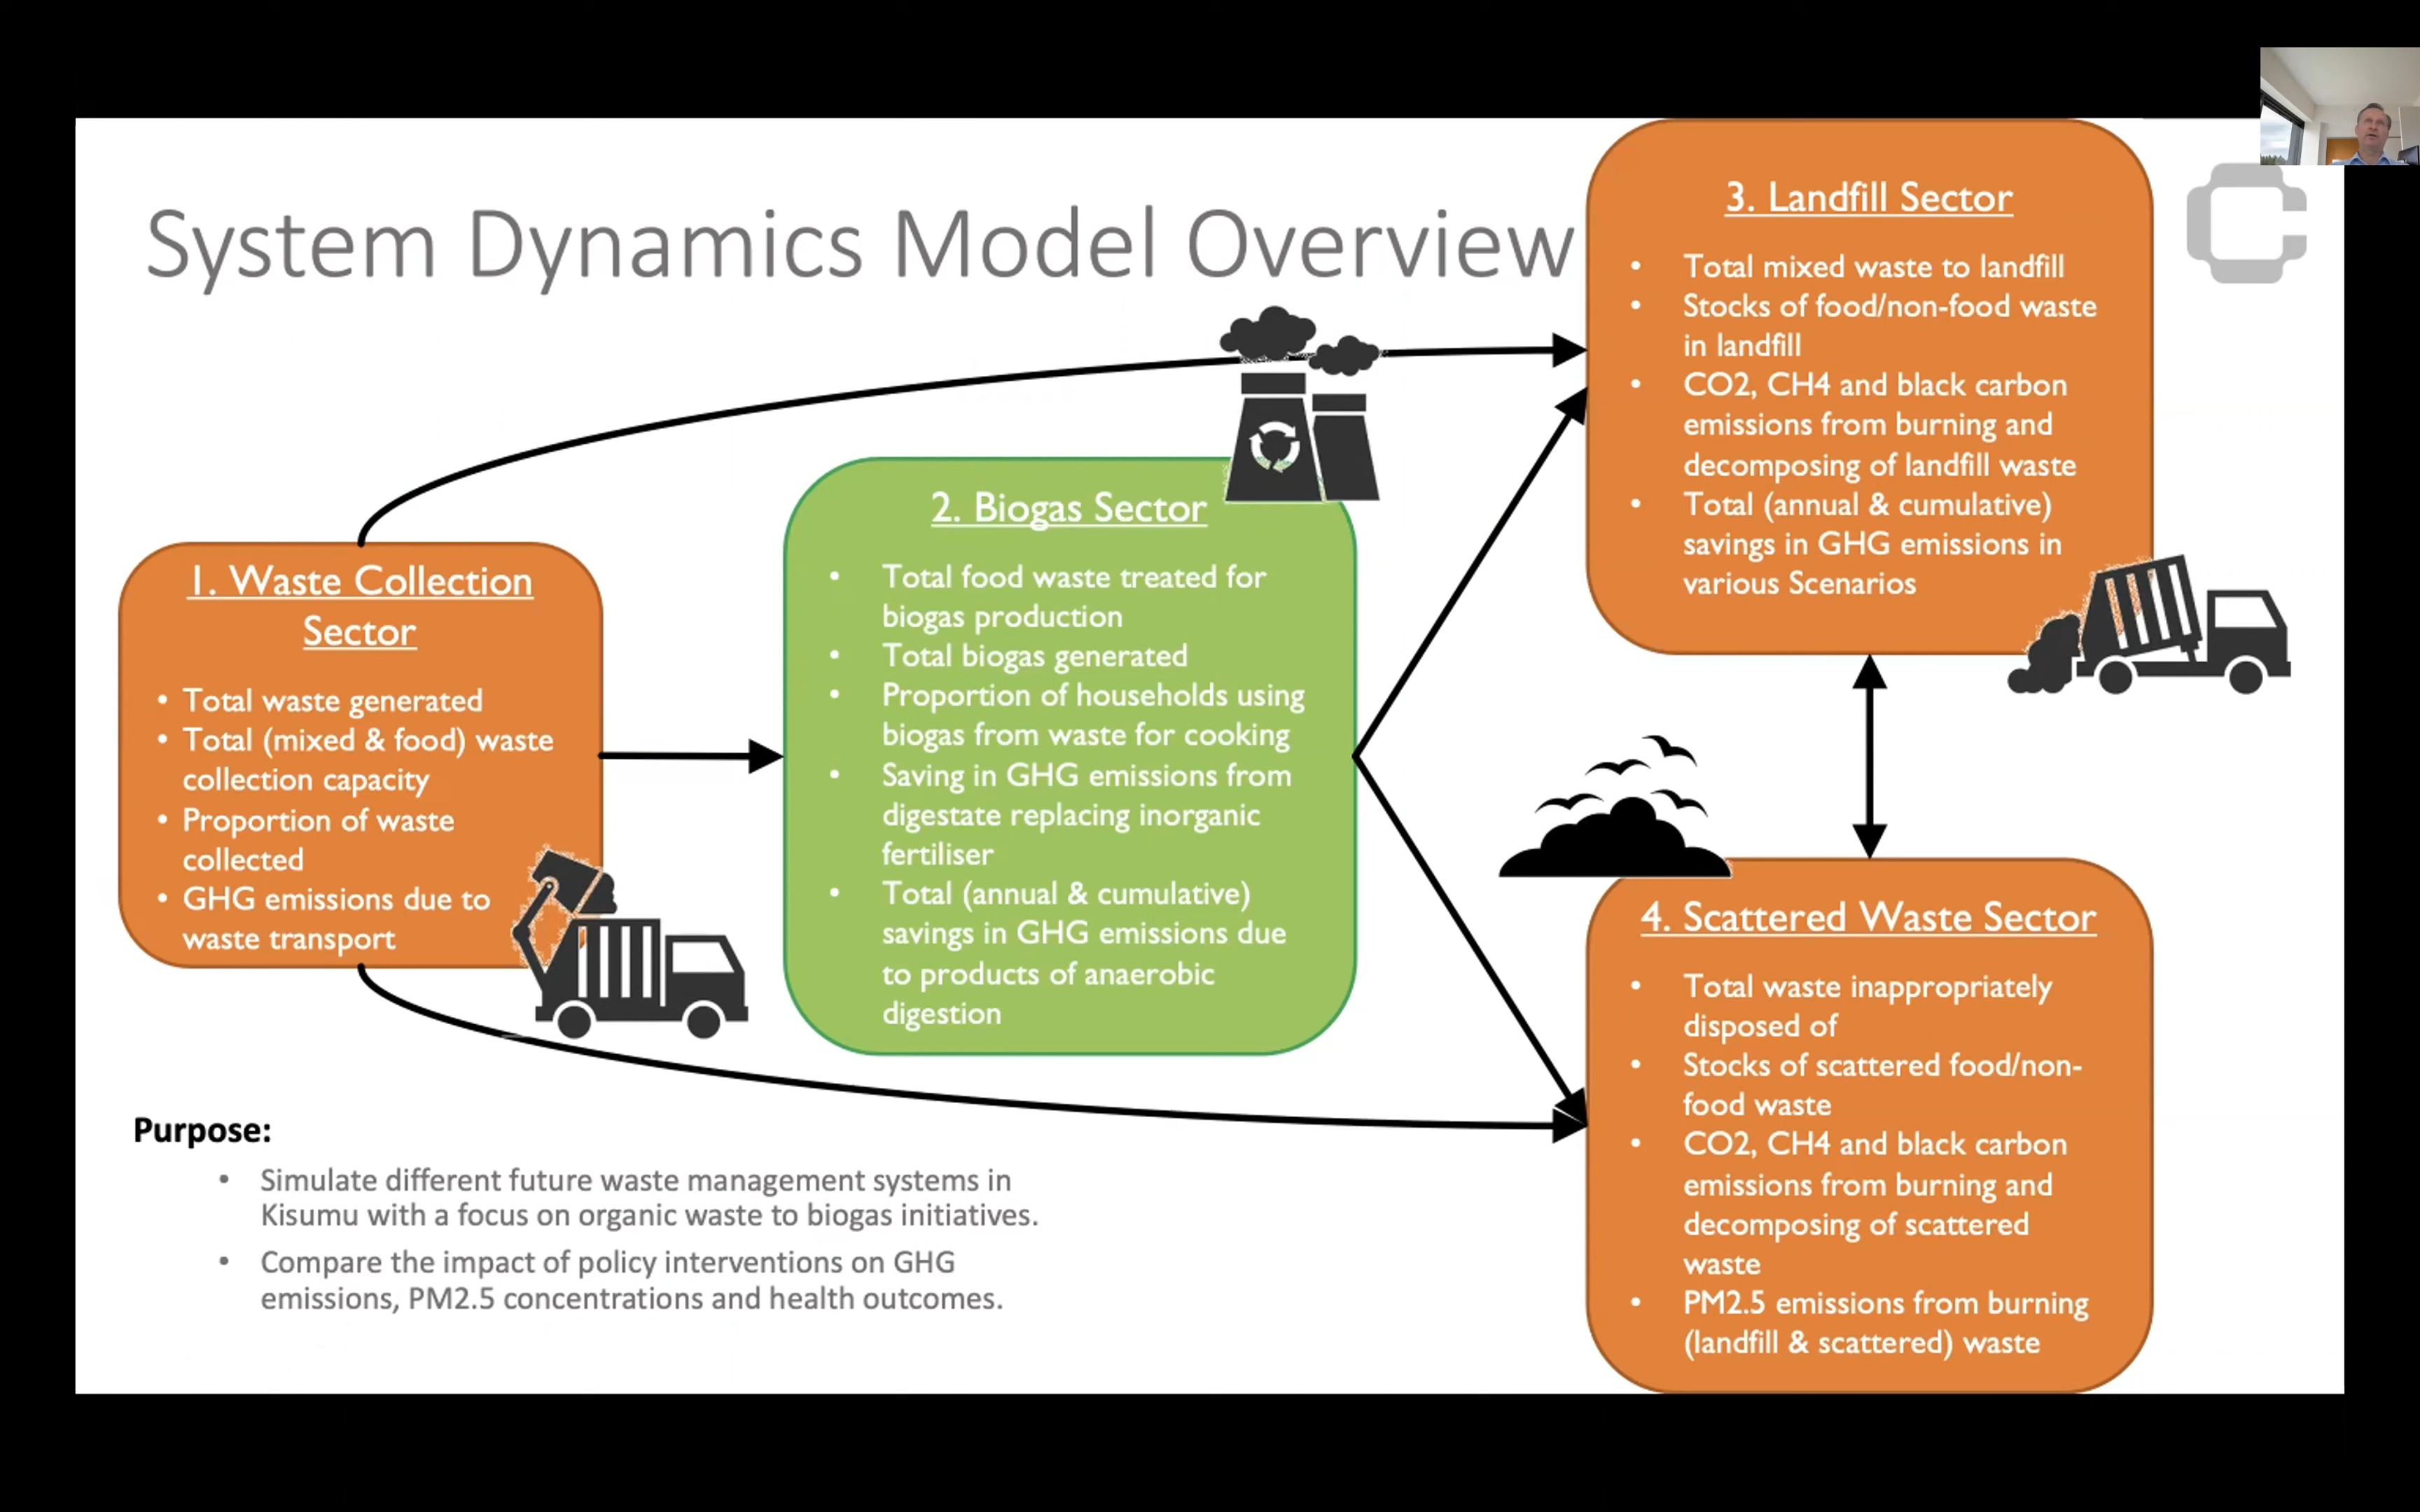 System Dynamics Model Overview
1. Waste Collection
Sector
• Total waste generated
• Total (mixed & food) waste
collection capacity
• Proportion of waste
collected
• GHG emissions due to
waste transport
2. Biogas Sector
• Total food waste treated for
biogas production
• Total biogas generated
• Proportion of households using
biogas from waste for cooking
• Saving in GHG emissions from
digestate replacing inorganic
fertiliser
• Total (annual & cumulative)
savings in GHG emissions due
to products of anaerobic
digestion
3. Landfill Sector
• Total mixed waste to landfill
• Stocks of food/non-food waste
in landfill
• CO2, CH4 and black carbon
emissions from burning and
decomposing of landfill waste
• Total (annual & cumulative)
savings in GHG emissions in
various Scenarios
4. Scattered Waste Sector
• Total waste inappropriately
disposed of
• Stocks of scattered food/non-
food waste
• CO2, CH4 and black carbon
emissions from burning and
decomposing of scattered
waste
• PM2.5 emissions from burning
(landfill & scattered) waste
Purpose:
• Simulate different future waste management systems in
Kisumu with a focus on organic waste to biogas initiatives.
• Compare the impact of policy interventions on GHG
emissions, PM2.5 concentrations and health outcomes.